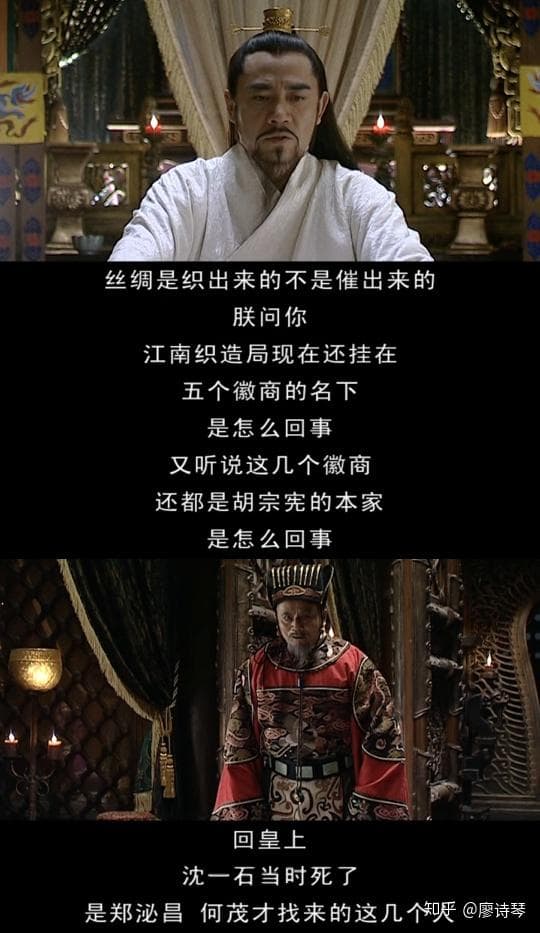 丝绸是织出来的不是催出来的
朕问你
江南织造局现在还挂在
五个徽商的名下
是怎么回事
又听说这几个徽商
还都是胡宗宪的本家
是怎么回事
回皇上
沈一石当时死了
是郑泌昌 何茂才找来的这几个人
知乎 @廖诗琴